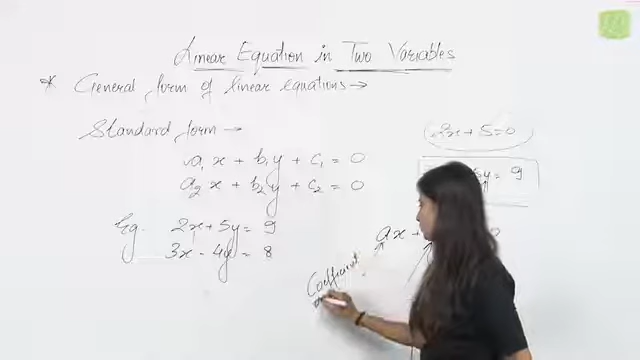 Linear Equation in Two Variables
* General form of linear equations →
Standard form →
a₁x + b₁y + c₁ = 0
a₂x + b₂y + c₂ = 0
Eg. 2x + 5y = 9
3x - 4y = 8
x + 5 = 0
y = 9
ax +
Coefficient